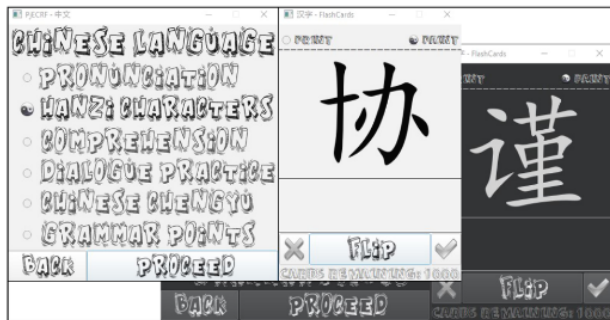 PJECRF - 中文
CHINESE LANGUAGE
PRONUNCIATION
HANZI CHARACTERS
COMPREHENSION
DIALOGUE PRACTICE
CHINESE CHENGYU
GRAMMAR POINTS
BACK
PROCEED
汉字 - FlashCards
PRINT
PAINT
协
FLIP
CARDS REMAINING: 1000
- FlashCards
PAINT
谨
FLIP
CARDS REMAINING: 1000
BACK
PROCEED